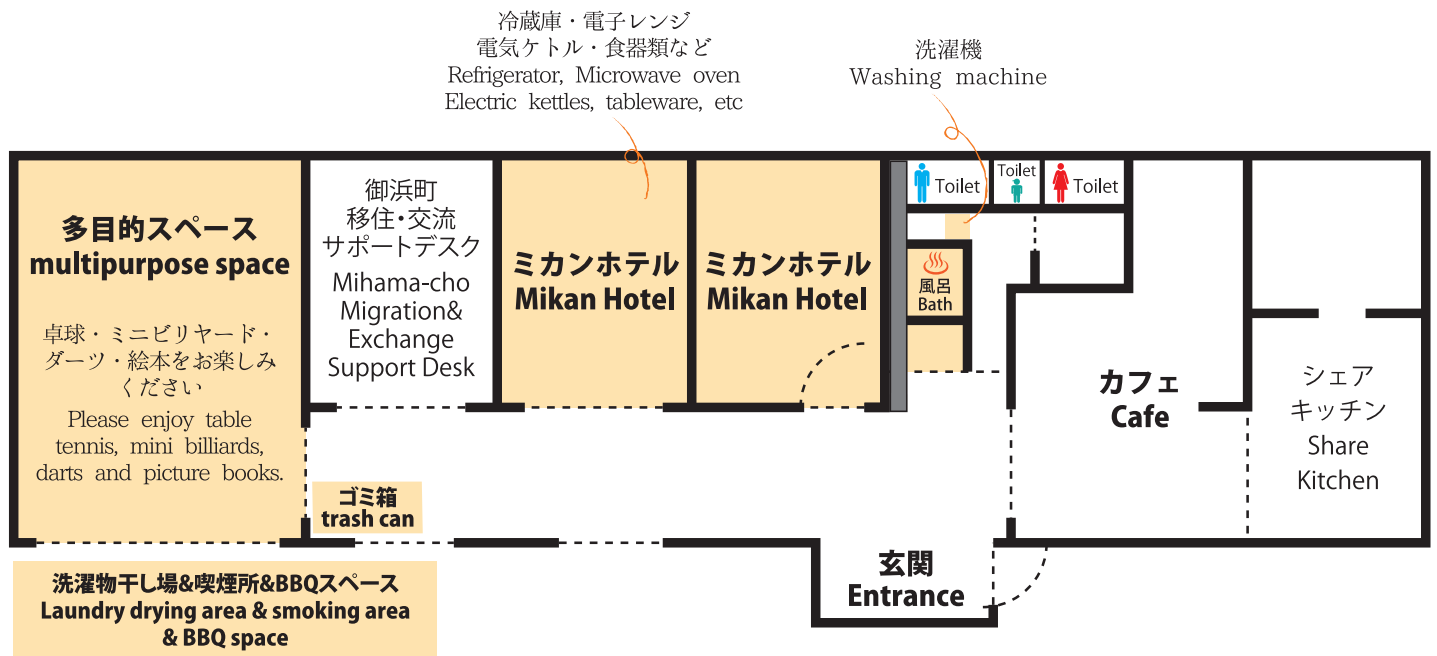 冷蔵庫・電子レンジ
電気ケトル・食器類など
Refrigerator, Microwave oven
Electric kettles, tableware, etc
洗濯機
Washing machine
多目的スペース
multipurpose space
卓球・ミニビリヤード・
ダーツ・絵本をお楽しみ
ください
Please enjoy table
tennis, mini billiards,
darts and picture books.
御浜町
移住・交流
サポートデスク
Mihama-cho
Migration&
Exchange
Support Desk
ミカンホテル
Mikan Hotel
ミカンホテル
Mikan Hotel
Toilet
Toilet
Toilet
風呂
Bath
カフェ
Cafe
シェア
キッチン
Share
Kitchen
ゴミ箱
trash can
玄関
Entrance
洗濯物干し場&喫煙所&BBQスペース
Laundry drying area & smoking area
& BBQ space